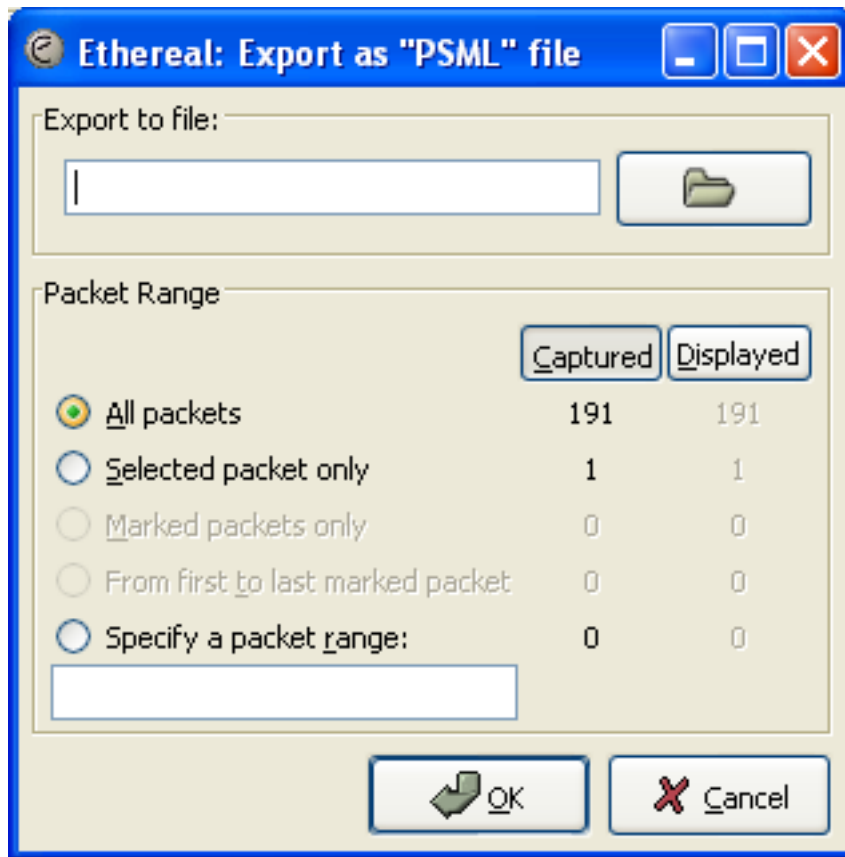 Ethereal: Export as "PSML" file
Export to file:
Packet Range
Captured Displayed
All packets 191 191
Selected packet only 1 1
Marked packets only 0 0
From first to last marked packet 0 0
Specify a packet range: 0 0
OK Cancel